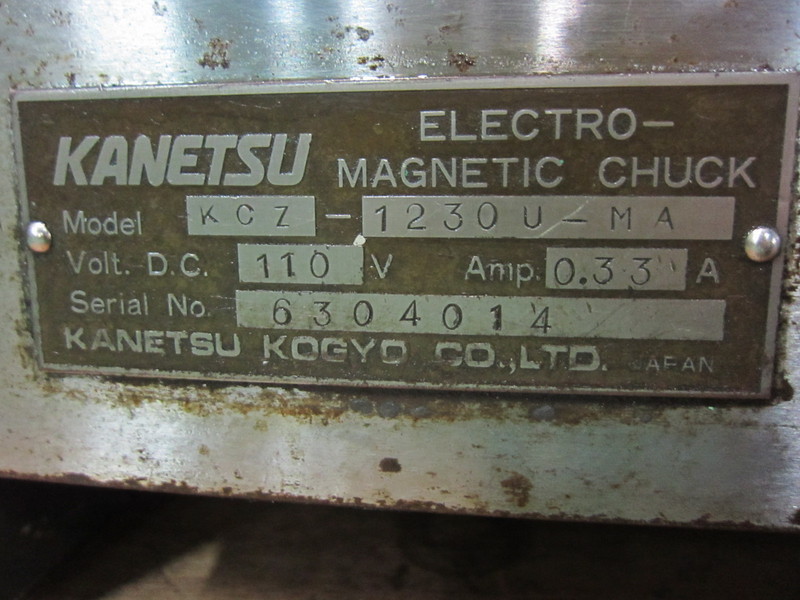 ELECTRO-
KANETSU MAGNETIC CHUCK
Model KCZ-1230U-MA
Volt. D.C. 110 V Amp. 0.33 A
Serial No. 6304014
KANETSU KOGYO CO.,LTD. JAPAN